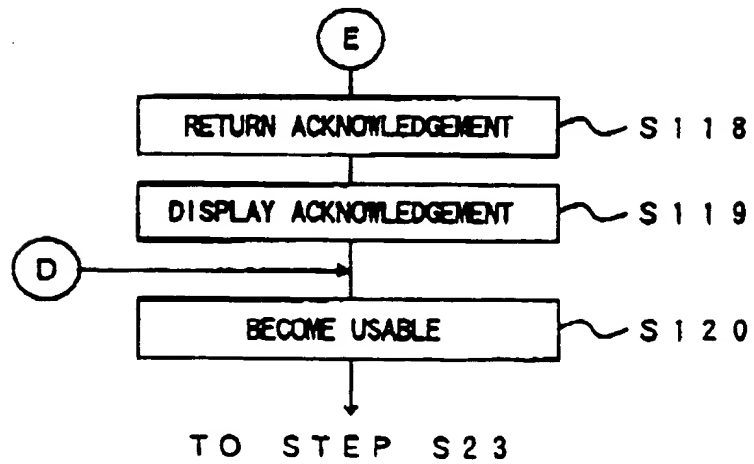 E
RETURN ACKNOWLEDGEMENT
S118
DISPLAY ACKNOWLEDGEMENT
S119
D
BECOME USABLE
S120
TO STEP S23